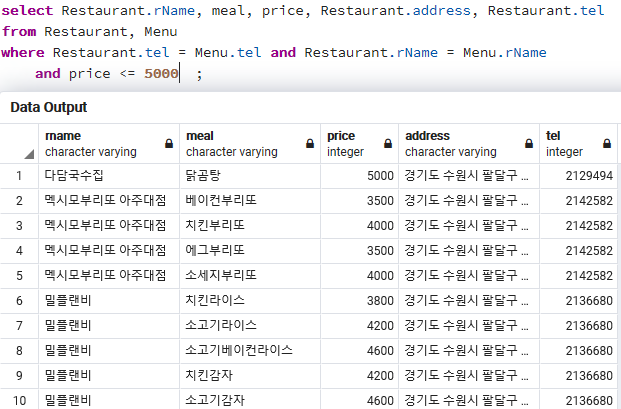 select Restaurant.rName, meal, price, Restaurant.address, Restaurant.tel
from Restaurant, Menu
where Restaurant.tel = Menu.tel and Restaurant.rName = Menu.rName
and price <= 5000 ;
Data Output
rname meal price address tel
character varying character varying integer character varying integer
1 다담국수집 닭곰탕 5000 경기도 수원시 팔달구 ... 2129494
2 멕시모부리또 아주대점 베이컨부리또 3500 경기도 수원시 팔달구 ... 2142582
3 멕시모부리또 아주대점 치킨부리또 4000 경기도 수원시 팔달구 ... 2142582
4 멕시모부리또 아주대점 에그부리또 3500 경기도 수원시 팔달구 ... 2142582
5 멕시모부리또 아주대점 소세지부리또 4000 경기도 수원시 팔달구 ... 2142582
6 밀플랜비 치킨라이스 3800 경기도 수원시 팔달구 ... 2136680
7 밀플랜비 소고기라이스 4200 경기도 수원시 팔달구 ... 2136680
8 밀플랜비 소고기베이컨라이스 4600 경기도 수원시 팔달구 ... 2136680
9 밀플랜비 치킨감자 4200 경기도 수원시 팔달구 ... 2136680
10 밀플랜비 소고기감자 4600 경기도 수원시 팔달구 ... 2136680